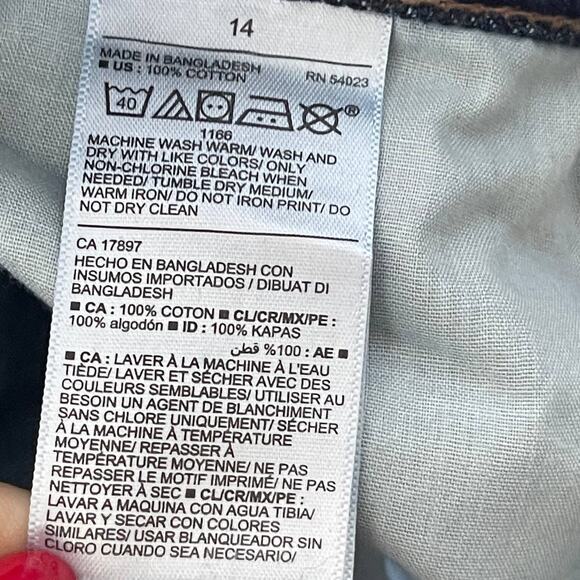 14
MADE IN BANGLADESH
■ US : 100% COTTON RN 54023
40 ®
1166
MACHINE WASH WARM/ WASH AND
DRY WITH LIKE COLORS/ ONLY
NON-CHLORINE BLEACH WHEN
NEEDED/ TUMBLE DRY MEDIUM/
WARM IRON/ DO NOT IRON PRINT/ DO
NOT DRY CLEAN
CA 17897
HECHO EN BANGLADESH CON
INSUMOS IMPORTADOS / DIBUAT DI
BANGLADESH
■ CA : 100% COTON ■ CL/CR/MX/PE :
100% algodón ■ ID : 100% KAPAS
■ AE : 100% قطن
■ CA : LAVER À LA MACHINE À L'EAU
TIÈDE/ LAVER ET SÉCHER AVEC DES
COULEURS SEMBLABLES/ UTILISER AU
BESOIN UN AGENT DE BLANCHIMENT
SANS CHLORE UNIQUEMENT/ SÉCHER
À LA MACHINE À TEMPÉRATURE
MOYENNE/ REPASSER À
TEMPÉRATURE MOYENNE/ NE PAS
REPASSER LE MOTIF IMPRIMÉ/ NE PAS
NETTOYER À SEC ■ CL/CR/MX/PE :
LAVAR A MAQUINA CON AGUA TIBIA/
LAVAR Y SECAR CON COLORES
SIMILARES/ USAR BLANQUEADOR SIN
CLORO CUANDO SEA NECESARIO/